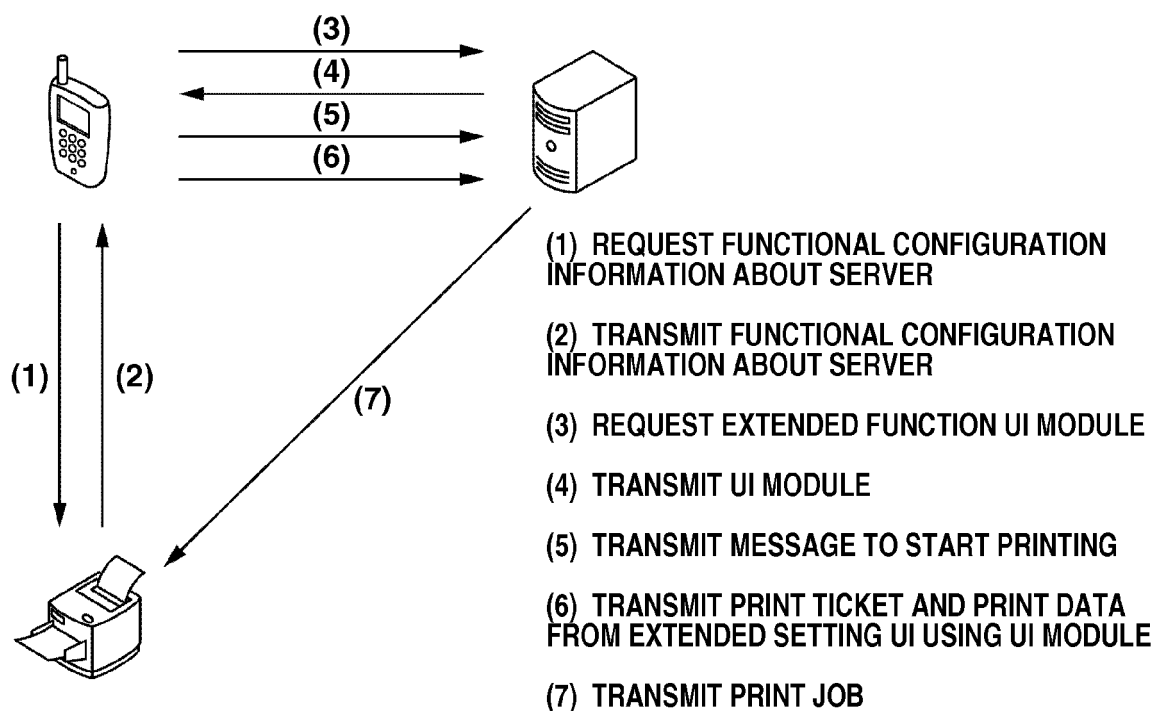 (3)
(4)
(5)
(6)
(1)
(2)
(7)
(1) REQUEST FUNCTIONAL CONFIGURATION
INFORMATION ABOUT SERVER
(2) TRANSMIT FUNCTIONAL CONFIGURATION
INFORMATION ABOUT SERVER
(3) REQUEST EXTENDED FUNCTION UI MODULE
(4) TRANSMIT UI MODULE
(5) TRANSMIT MESSAGE TO START PRINTING
(6) TRANSMIT PRINT TICKET AND PRINT DATA
FROM EXTENDED SETTING UI USING UI MODULE
(7) TRANSMIT PRINT JOB